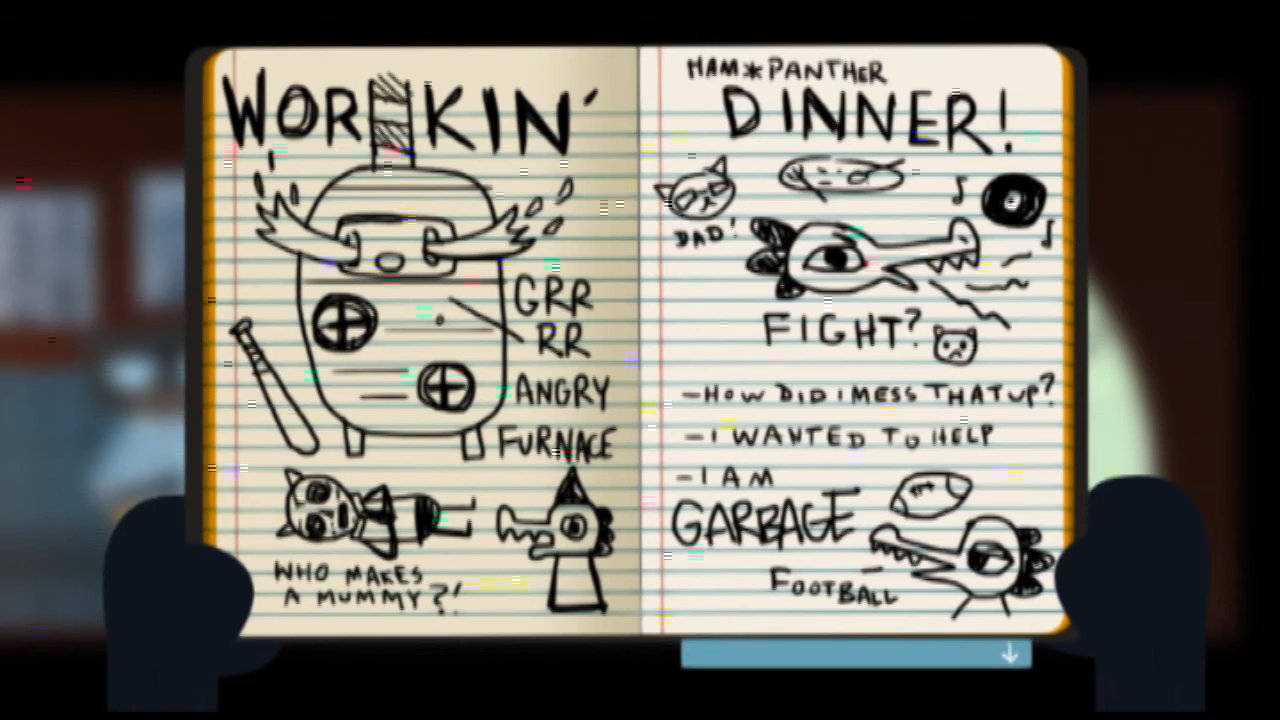 WORKIN'
GRR
RR
ANGRY
FURNACE
WHO MAKES
A MUMMY?!
HAM*PANTHER
DINNER!
DAD!
FIGHT?
-HOW DID I MESS THAT UP?
-I WANTED TO HELP
-I AM
GARBAGE
FOOTBALL